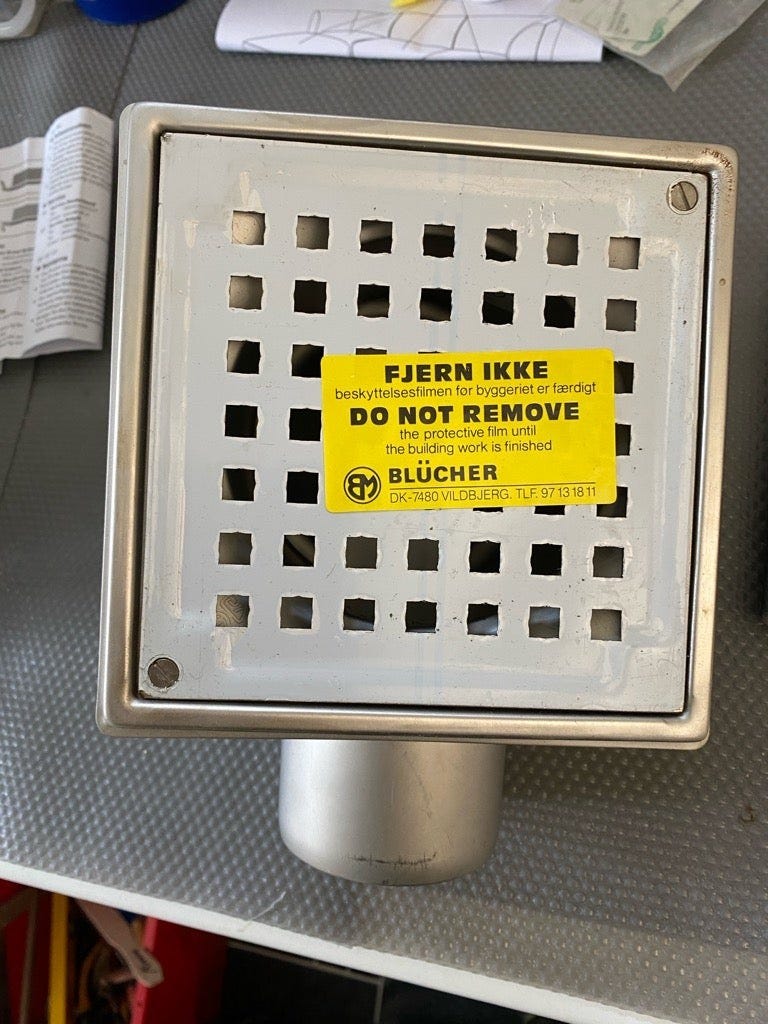 FJERN IKKE
beskyttelsesfilmen før byggeriet er færdigt
DO NOT REMOVE
the protective film until
the building work is finished
BM BLÜCHER
DK-7480 VILDBJERG. TLF. 97 13 18 11